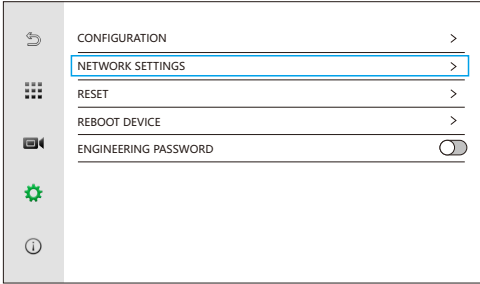 CONFIGURATION
NETWORK SETTINGS
RESET
REBOOT DEVICE
ENGINEERING PASSWORD